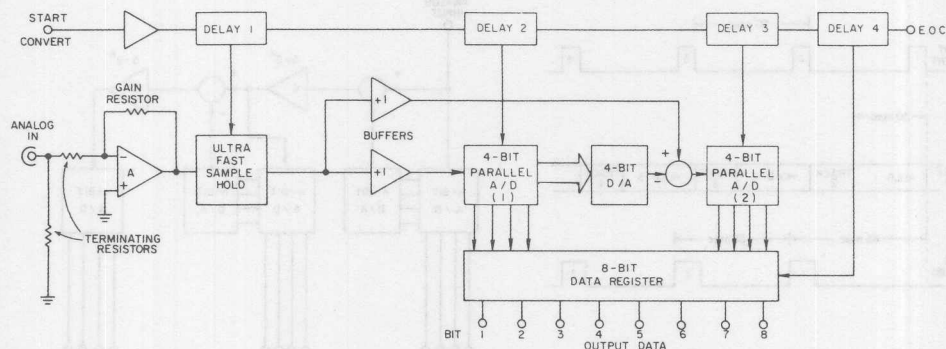 START
CONVERT
DELAY 1
DELAY 2
DELAY 3
DELAY 4
EOC
GAIN
RESISTOR
ANALOG
IN
A
TERMINATING
RESISTORS
ULTRA
FAST
SAMPLE
HOLD
+1
BUFFERS
+1
4-BIT
PARALLEL
A/D
(1)
4-BIT
D/A
+
−
4-BIT
PARALLEL
A/D
(2)
8-BIT
DATA REGISTER
BIT 1 2 3 4 5 6 7 8
OUTPUT DATA